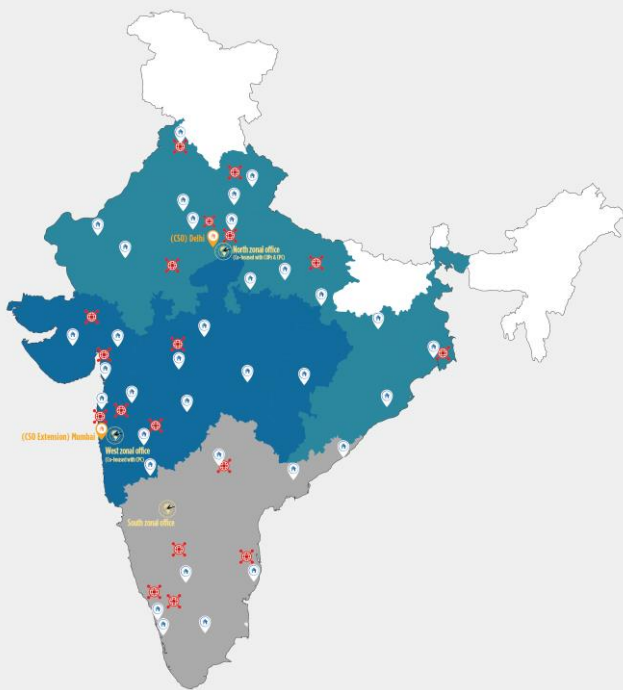 (CSO) Delhi
North zonal office
(Co-housed with CSPs & CPC)
(CSO Extension) Mumbai
West zonal office
(Co-housed with CPC)
South zonal office